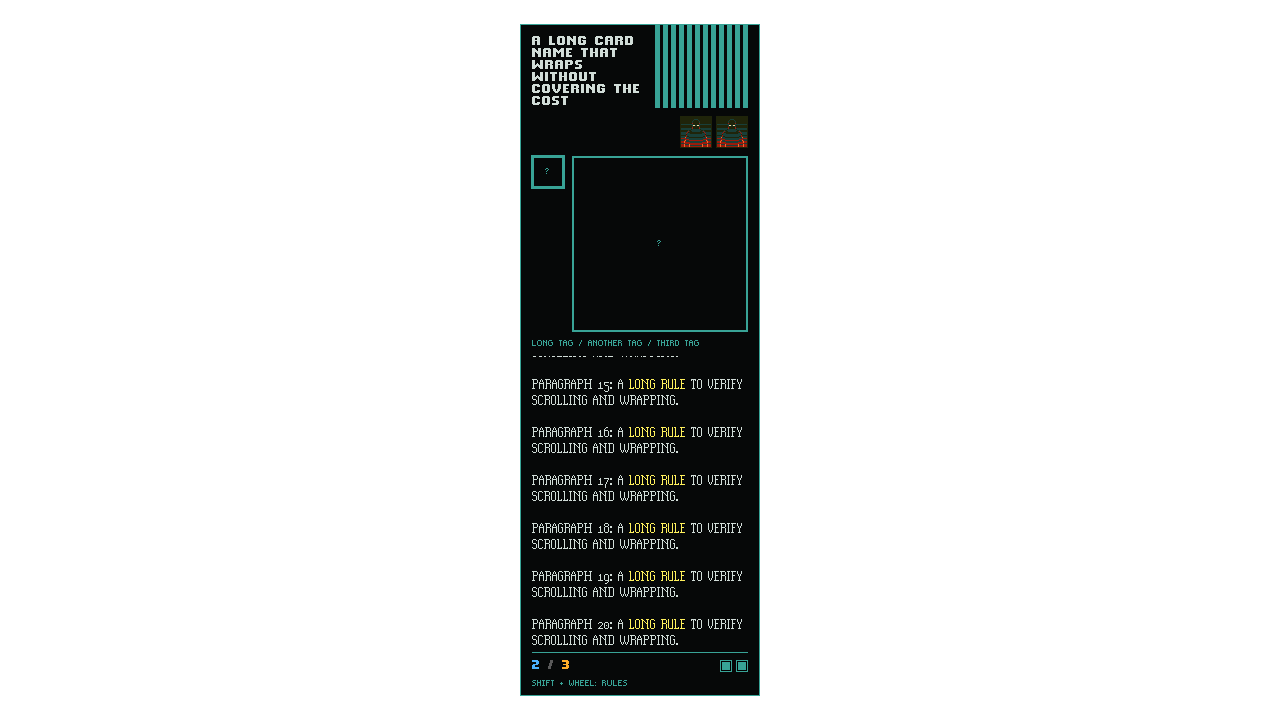 A LONG CARD
NAME THAT
WRAPS
WITHOUT
COVERING THE
COST
?
?
LONG TAG / ANOTHER TAG / THIRD TAG
PARAGRAPH 15: A LONG RULE TO VERIFY
SCROLLING AND WRAPPING.
PARAGRAPH 16: A LONG RULE TO VERIFY
SCROLLING AND WRAPPING.
PARAGRAPH 17: A LONG RULE TO VERIFY
SCROLLING AND WRAPPING.
PARAGRAPH 18: A LONG RULE TO VERIFY
SCROLLING AND WRAPPING.
PARAGRAPH 19: A LONG RULE TO VERIFY
SCROLLING AND WRAPPING.
PARAGRAPH 20: A LONG RULE TO VERIFY
SCROLLING AND WRAPPING.
2 / 3
SHIFT + WHEEL: RULES